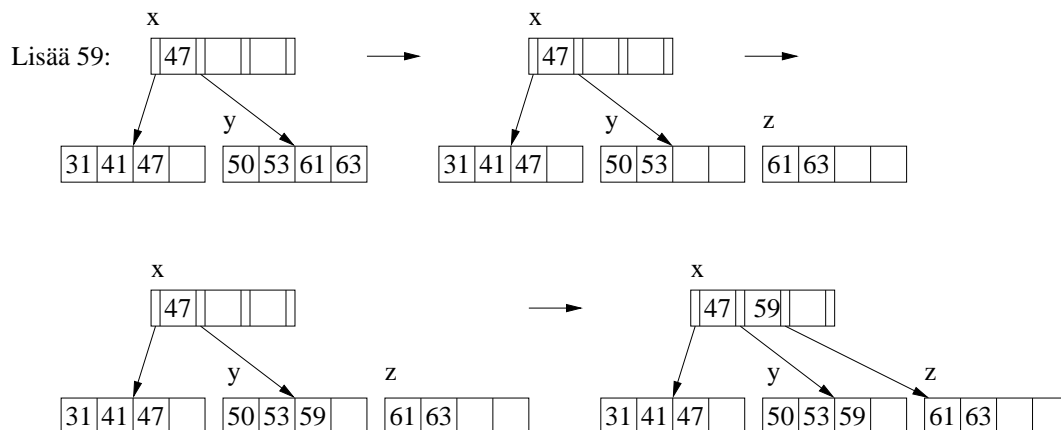 x x
Lisää 59: 47 47
y y z
31 41 47 50 53 61 63 31 41 47 50 53 61 63
x x
47 47 59
y z y z
31 41 47 50 53 59 61 63 31 41 47 50 53 59 61 63